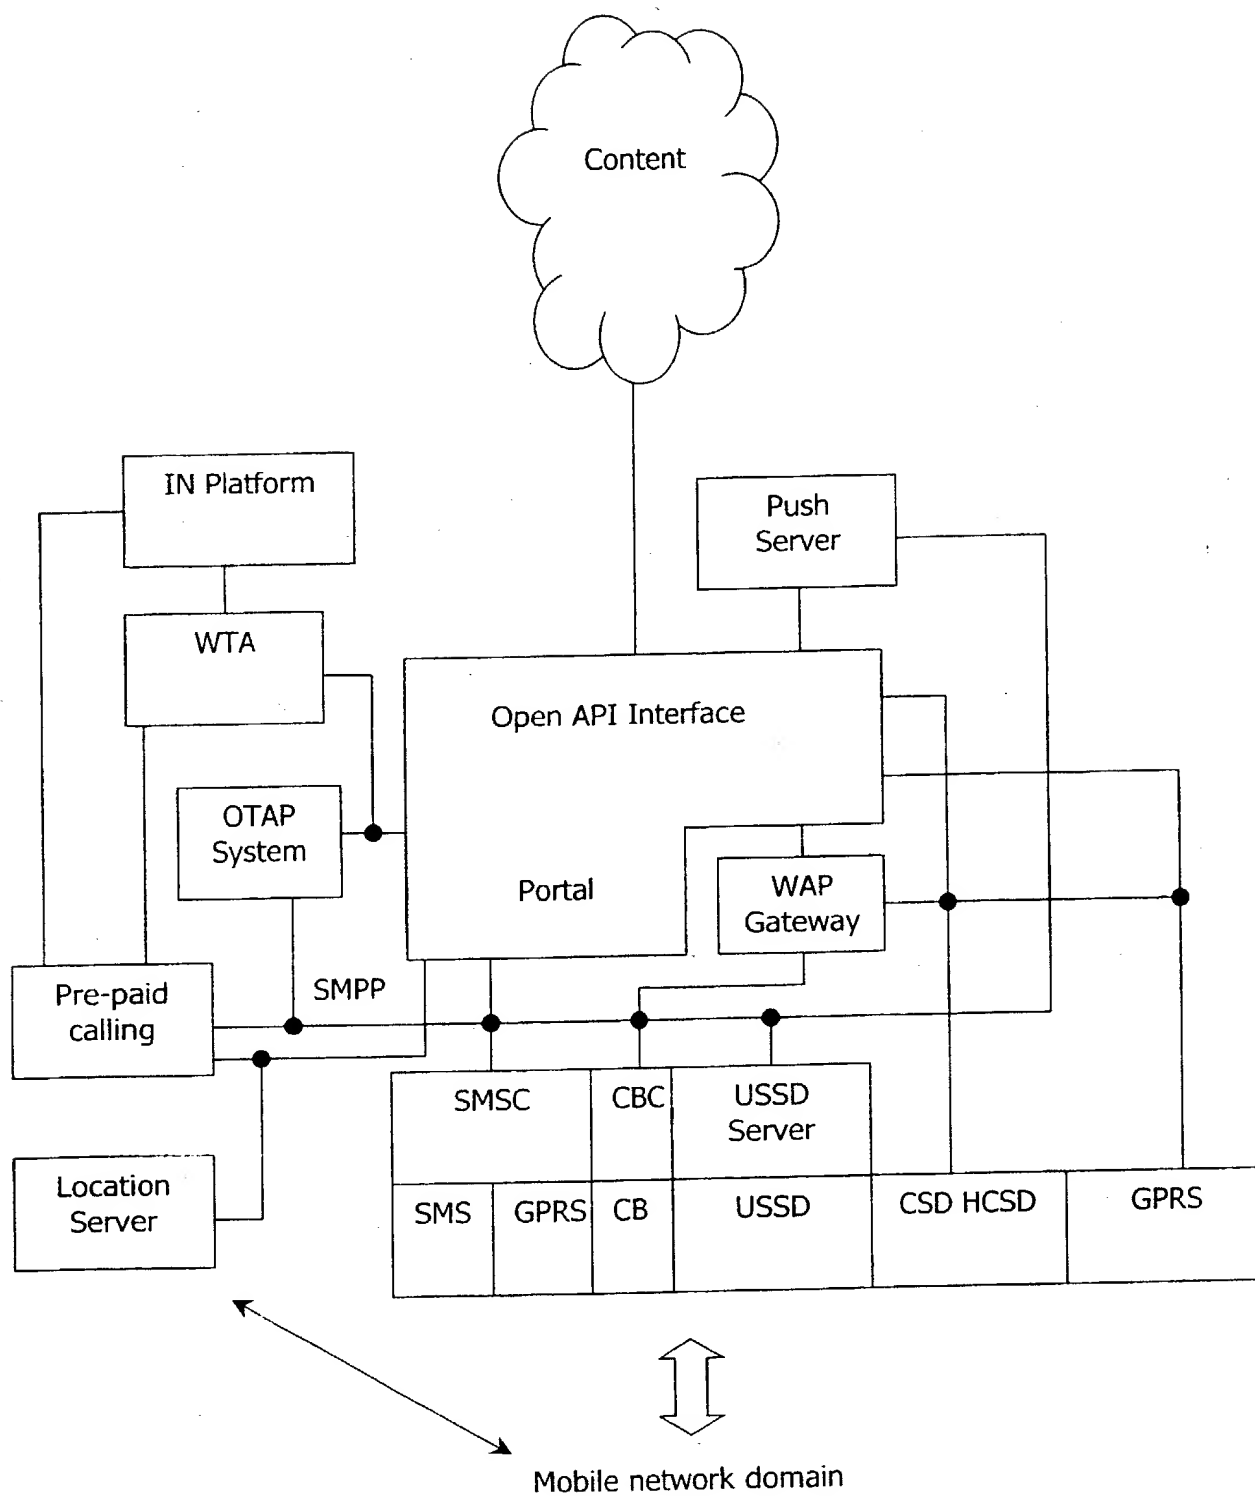 Content
IN Platform
Push
Server
WTA
Open API Interface
OTAP
System
Portal
WAP
Gateway
Pre-paid
calling
SMPP
SMSC
CBC
USSD
Server
Location
Server
SMS
GPRS
CB
USSD
CSD HCSD
GPRS
Mobile network domain